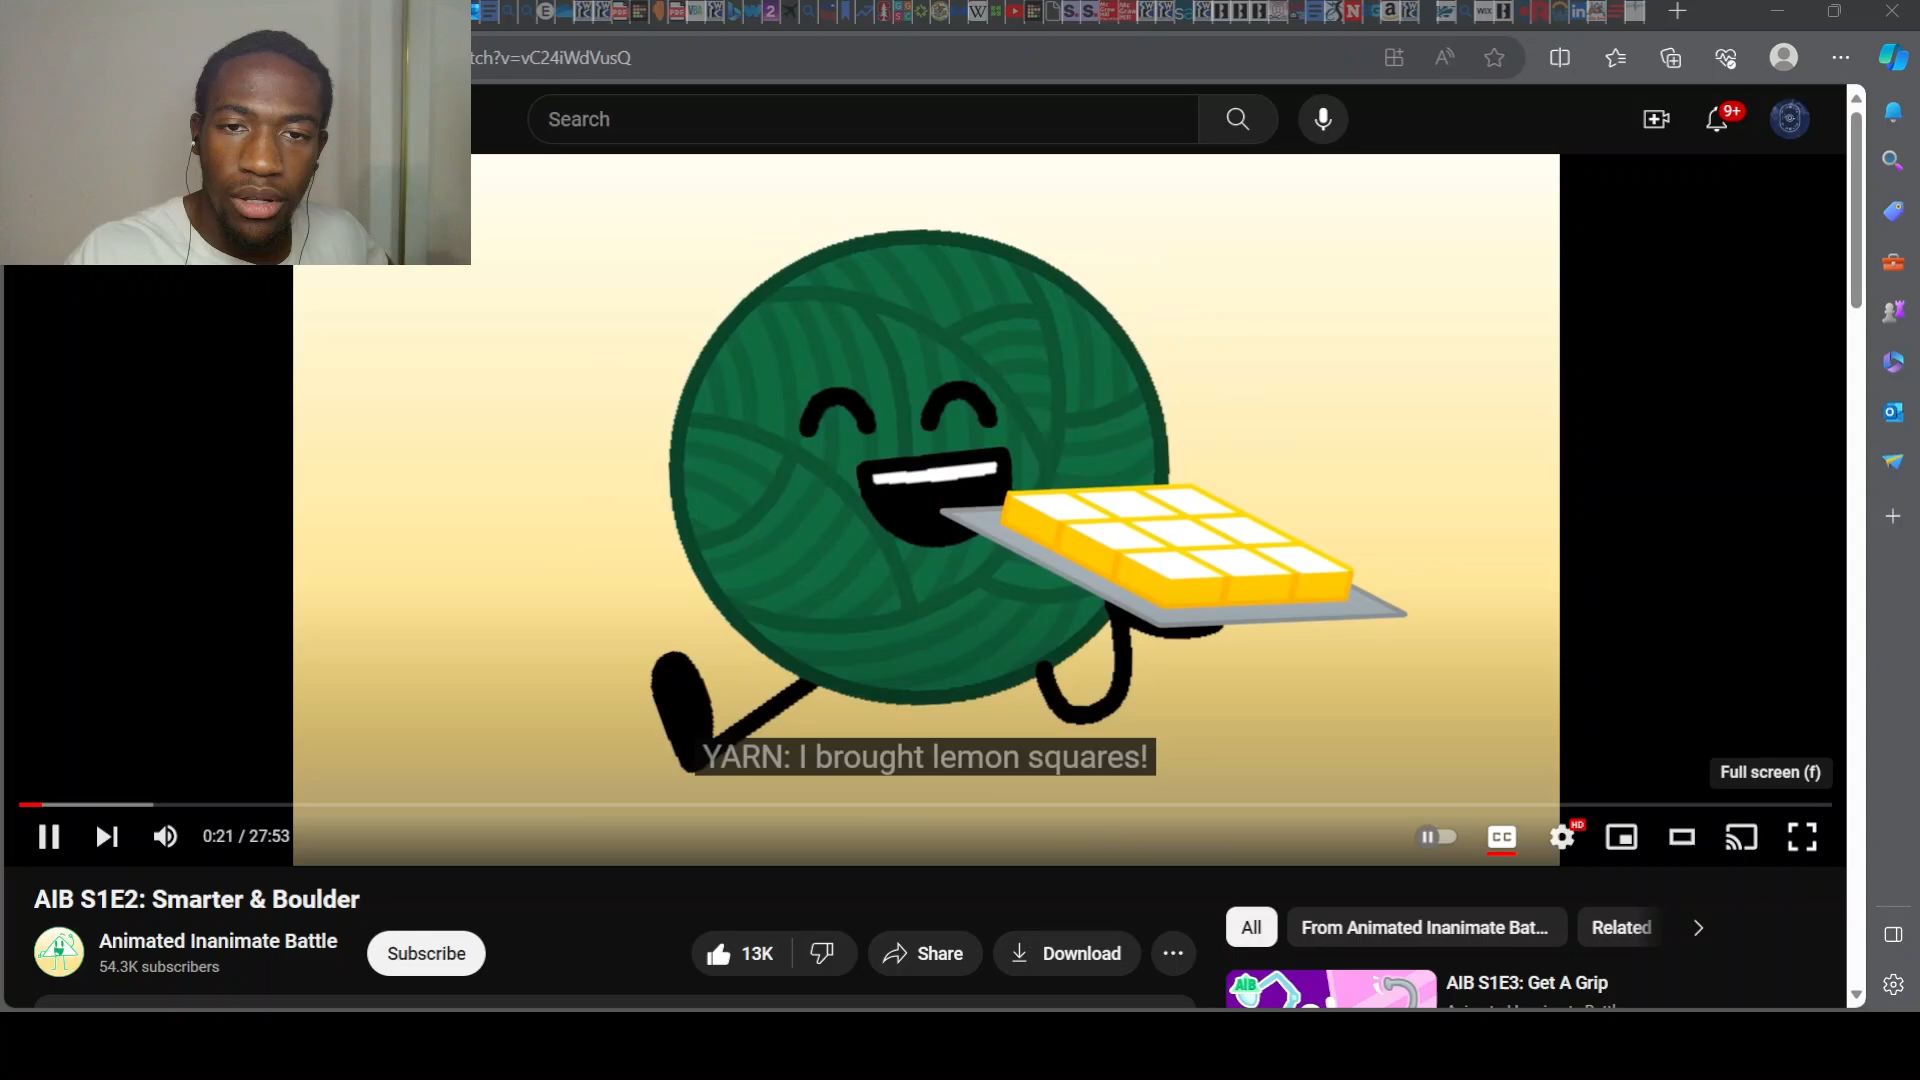 tch?v=vC24iWdVusQ
Search
9+
YARN: I brought lemon squares!
Full screen (f)
0:21 / 27:53
CC
HD
AIB S1E2: Smarter & Boulder
Animated Inanimate Battle
54.3K subscribers
Subscribe
13K
Share
Download
All
From Animated Inanimate Bat...
Related
AIB
AIB S1E3: Get A Grip